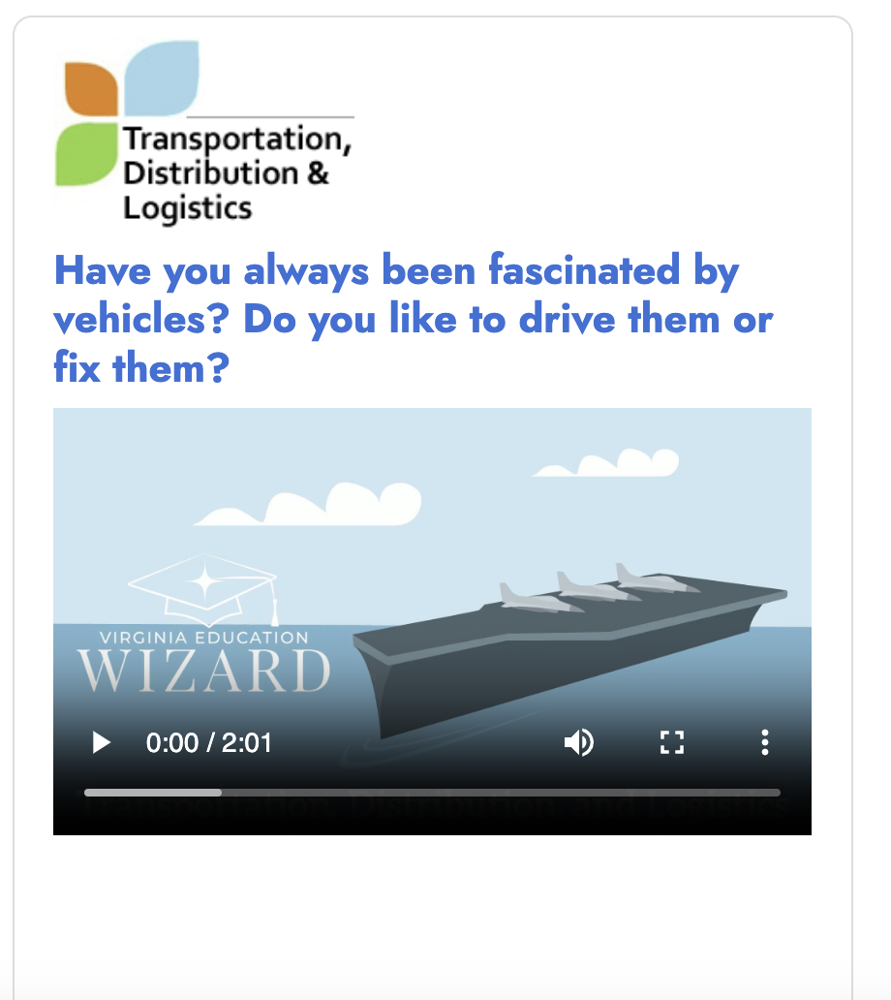 Transportation,
Distribution &
Logistics
Have you always been fascinated by
vehicles? Do you like to drive them or
fix them?
VIRGINIA EDUCATION
WIZARD
0:00 / 2:01
Transportation, Distribution and Logistics